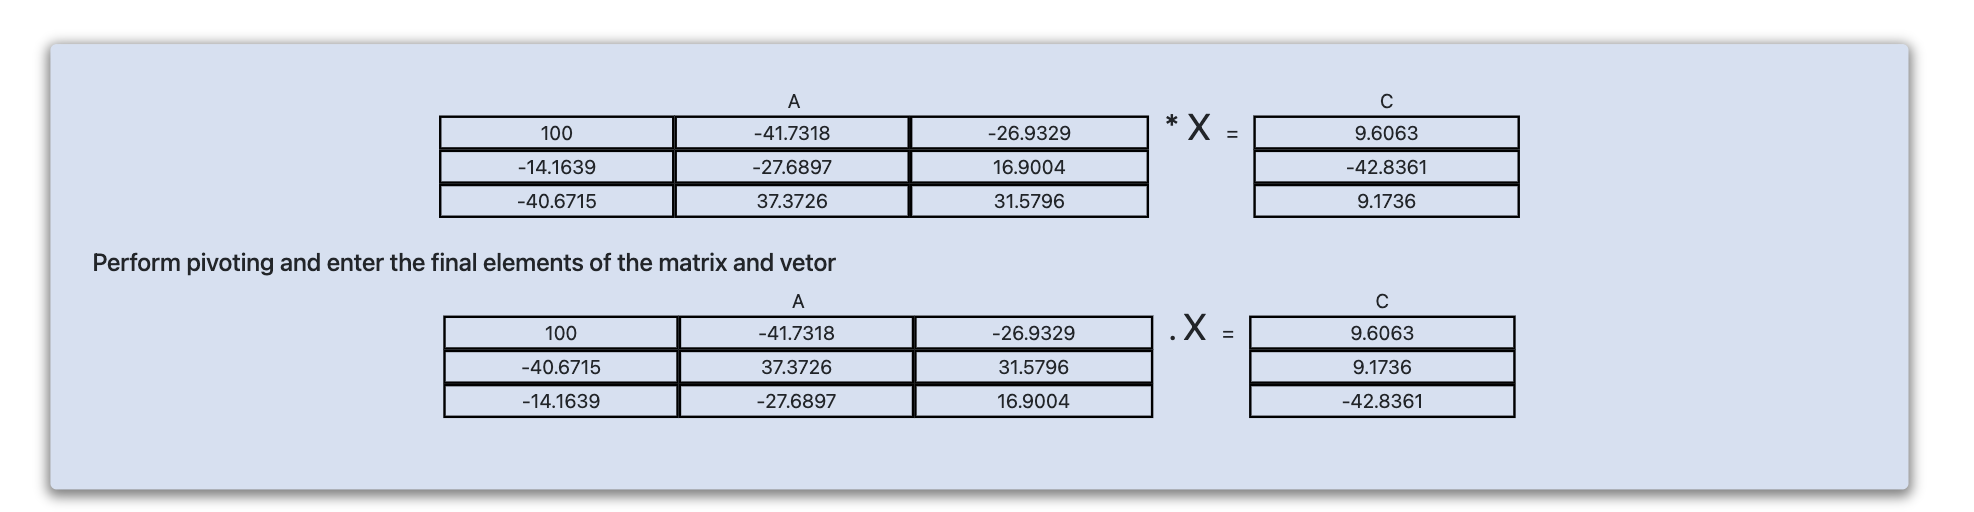 A
C
100 -41.7318 -26.9329 * X = 9.6063
-14.1639 -27.6897 16.9004 -42.8361
-40.6715 37.3726 31.5796 9.1736
Perform pivoting and enter the final elements of the matrix and vetor
A
C
100 -41.7318 -26.9329 . X = 9.6063
-40.6715 37.3726 31.5796 9.1736
-14.1639 -27.6897 16.9004 -42.8361